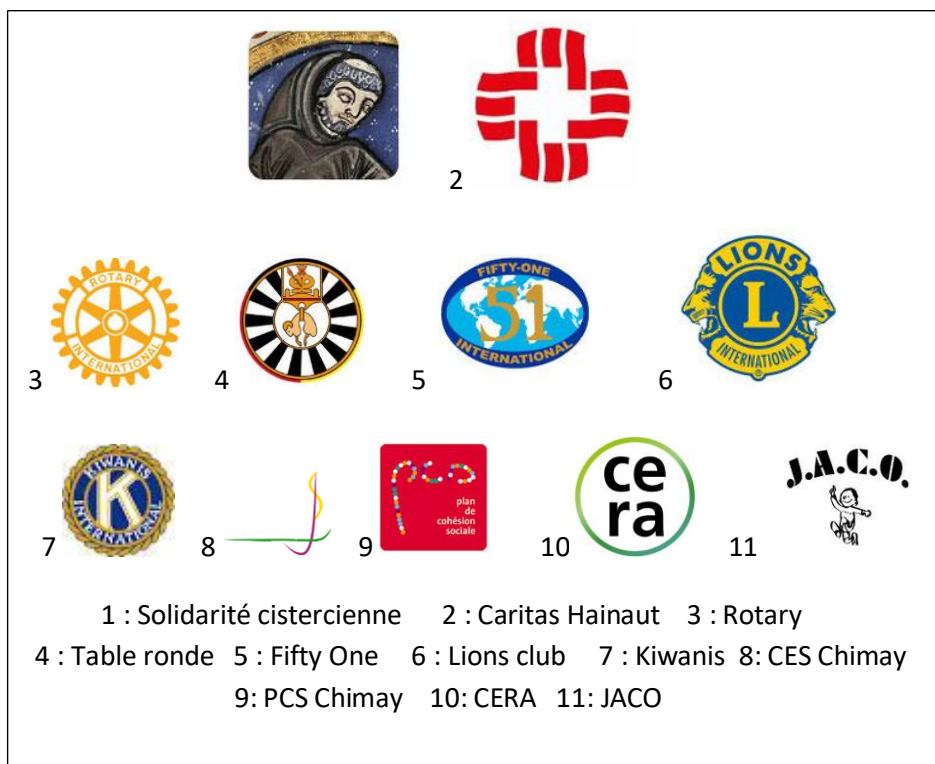 2
ROTARY
INTERNATIONAL
3
4
FIFTY-ONE
51
INTERNATIONAL
5
LIONS
L
INTERNATIONAL
®
6
KIWANIS
K
INTERNATIONAL
7
8
pcs
plan
de
cohésion
sociale
9
ce
ra
10
J.A.C.O.
11
1 : Solidarité cistercienne 2 : Caritas Hainaut 3 : Rotary
4 : Table ronde 5 : Fifty One 6 : Lions club 7 : Kiwanis 8: CES Chimay
9: PCS Chimay 10: CERA 11: JACO